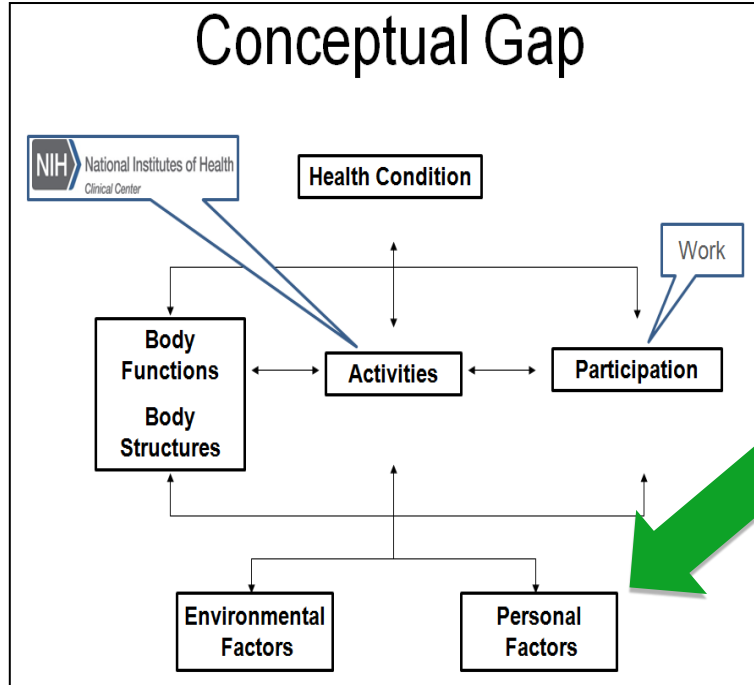 Conceptual Gap
NIH National Institutes of Health
Clinical Center
Health Condition
Work
Body
Functions
Body
Structures
Activities
Participation
Environmental
Factors
Personal
Factors